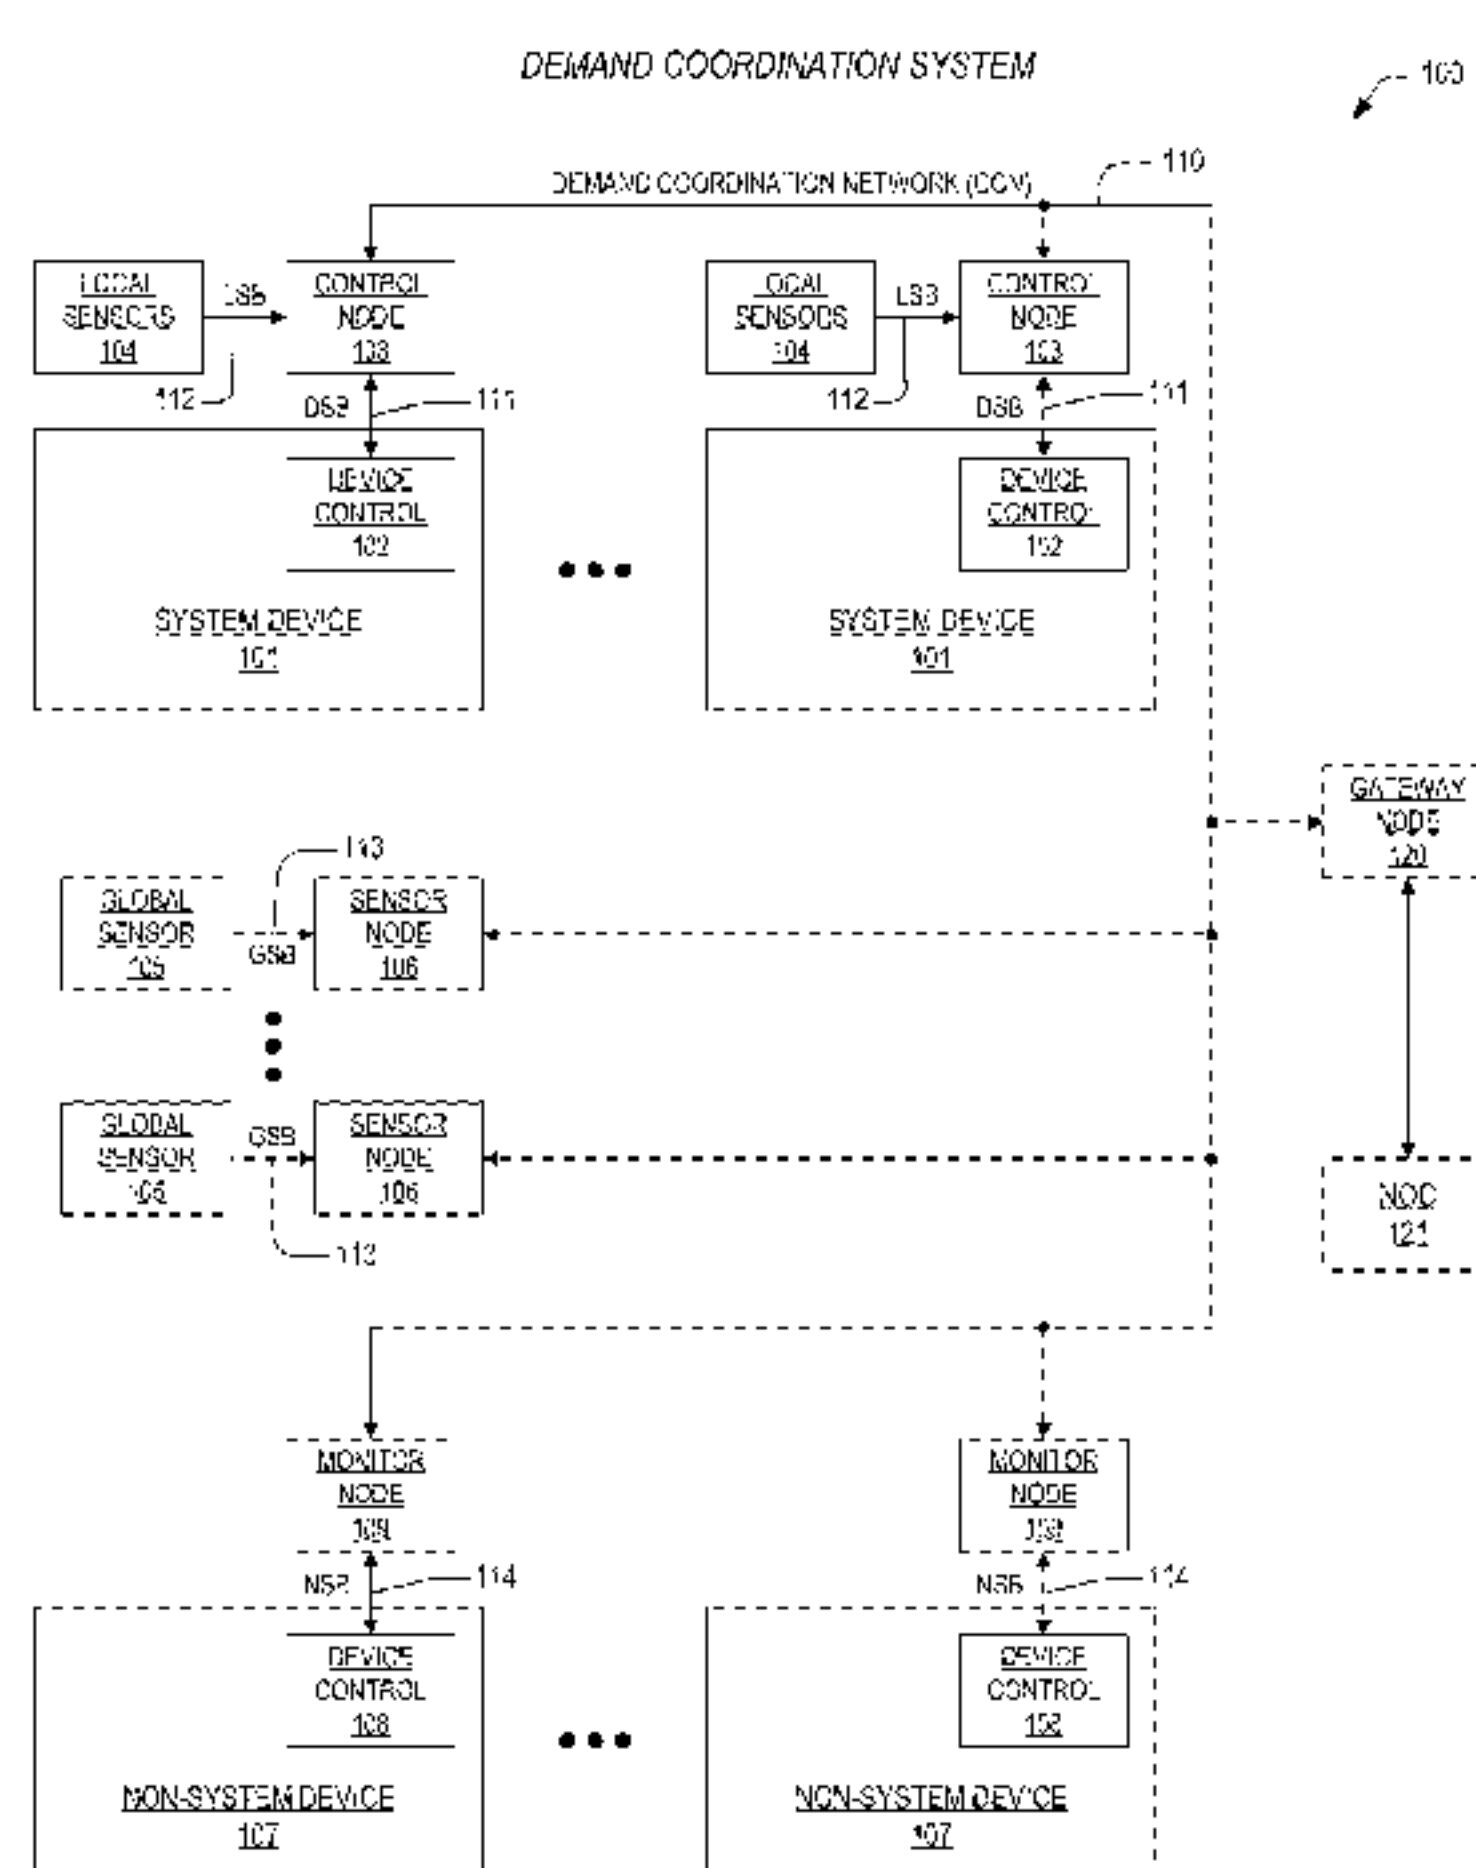 DEMAND COORDINATION SYSTEM
100
110
DEMAND COORDINATION NETWORK (DCN)
LOCAL
SENSORS
104
LSB
CONTROL
NODE
103
112
DSB
111
DEVICE
CONTROL
102
SYSTEM DEVICE
101
LOCAL
SENSORS
104
LSB
CONTROL
NODE
103
112
DSB
111
DEVICE
CONTROL
102
SYSTEM DEVICE
101
GATEWAY
NODE
120
113
GLOBAL
SENSOR
105
GSB
SENSOR
NODE
106
GLOBAL
SENSOR
105
GSB
SENSOR
NODE
106
113
NOC
121
MONITOR
NODE
109
NSB
114
DEVICE
CONTROL
108
NON-SYSTEM DEVICE
107
MONITOR
NODE
109
NSB
114
DEVICE
CONTROL
108
NON-SYSTEM DEVICE
107